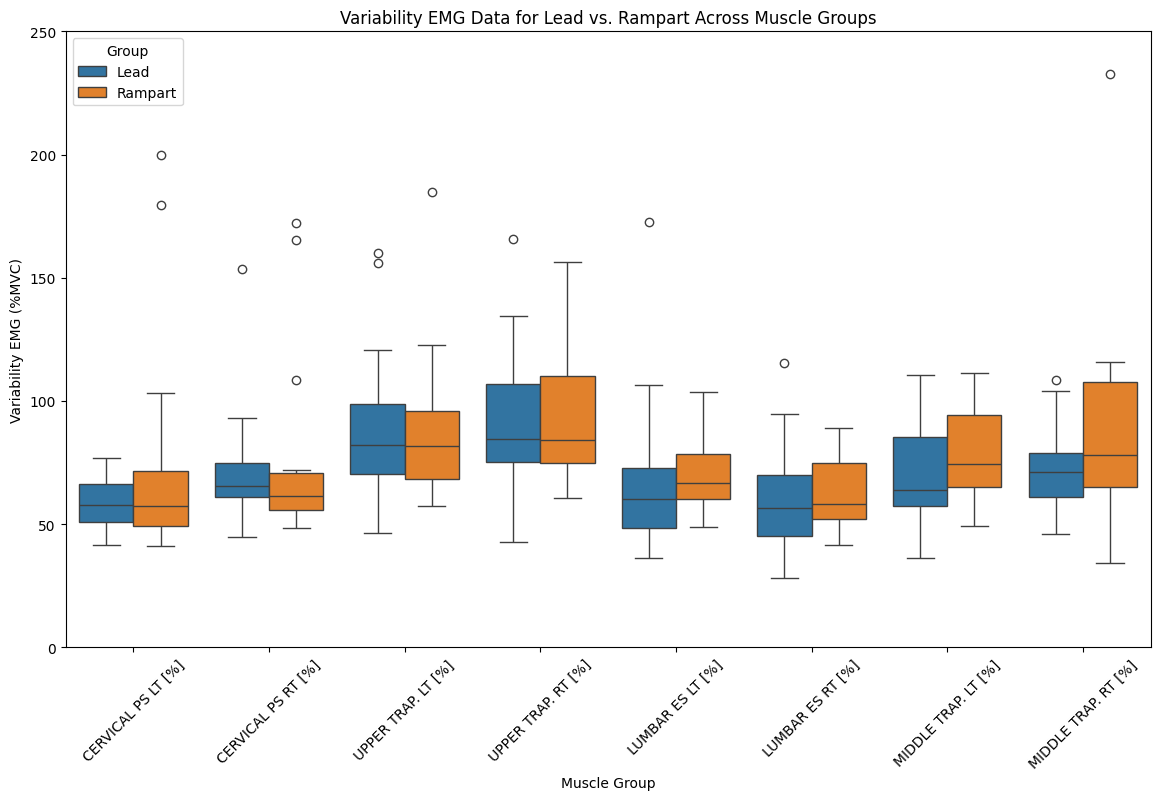 Variability EMG Data for Lead vs. Rampart Across Muscle Groups
Group
Lead
Rampart
Variability EMG (%MVC)
250
200
150
100
50
0
CERVICAL PS LT [%]
CERVICAL PS RT [%]
UPPER TRAP. LT [%]
UPPER TRAP. RT [%]
LUMBAR ES LT [%]
LUMBAR ES RT [%]
MIDDLE TRAP. LT [%]
MIDDLE TRAP. RT [%]
Muscle Group